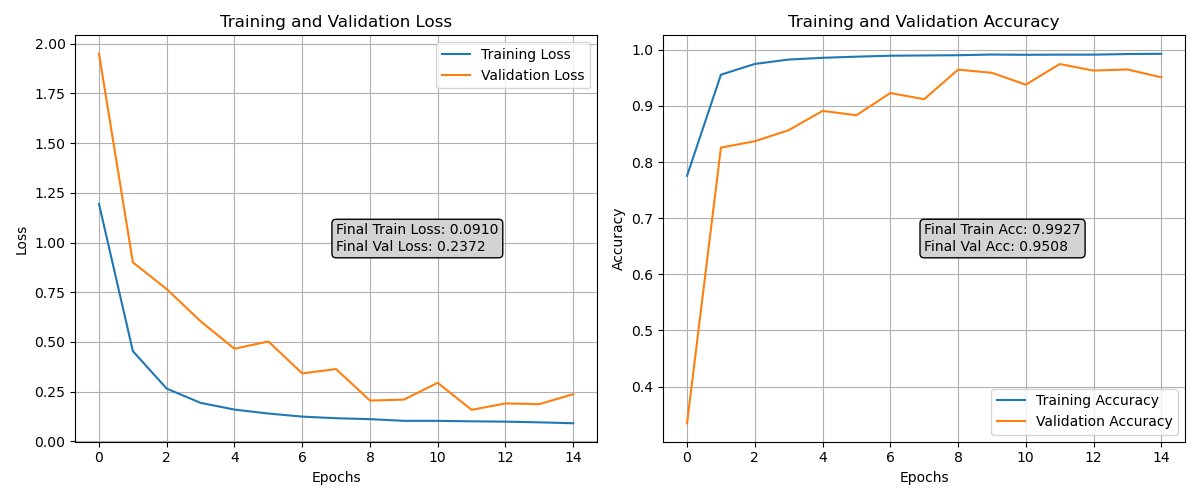 Training and Validation Loss
2.00
1.75
1.50
1.25
1.00
0.75
0.50
0.25
0.00
Loss
Training Loss
Validation Loss
Final Train Loss: 0.0910
Final Val Loss: 0.2372
0 2 4 6 8 10 12 14
Epochs
Training and Validation Accuracy
1.0
0.9
0.8
0.7
0.6
0.5
0.4
Accuracy
Final Train Acc: 0.9927
Final Val Acc: 0.9508
Training Accuracy
Validation Accuracy
0 2 4 6 8 10 12 14
Epochs